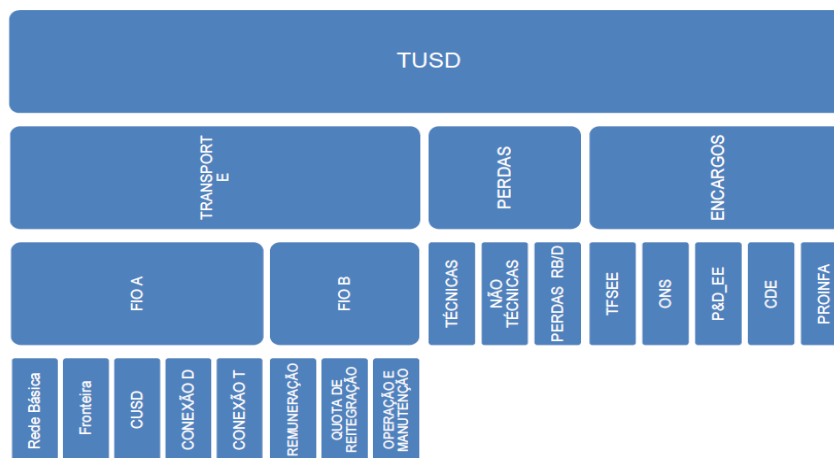 TUSD
TRANSPORT
E
PERDAS
ENCARGOS
FIO A
FIO B
TÉCNICAS
NÃO
TÉCNICAS
PERDAS RB/D
TFSEE
ONS
P&D_EE
CDE
PROINFA
Rede Básica
Fronteira
CUSD
CONEXÃO D
CONEXÃO T
REMUNERAÇÃO
QUOTA DE
REITEGRAÇÃO
OPERAÇÃO E
MANUTENÇÃO